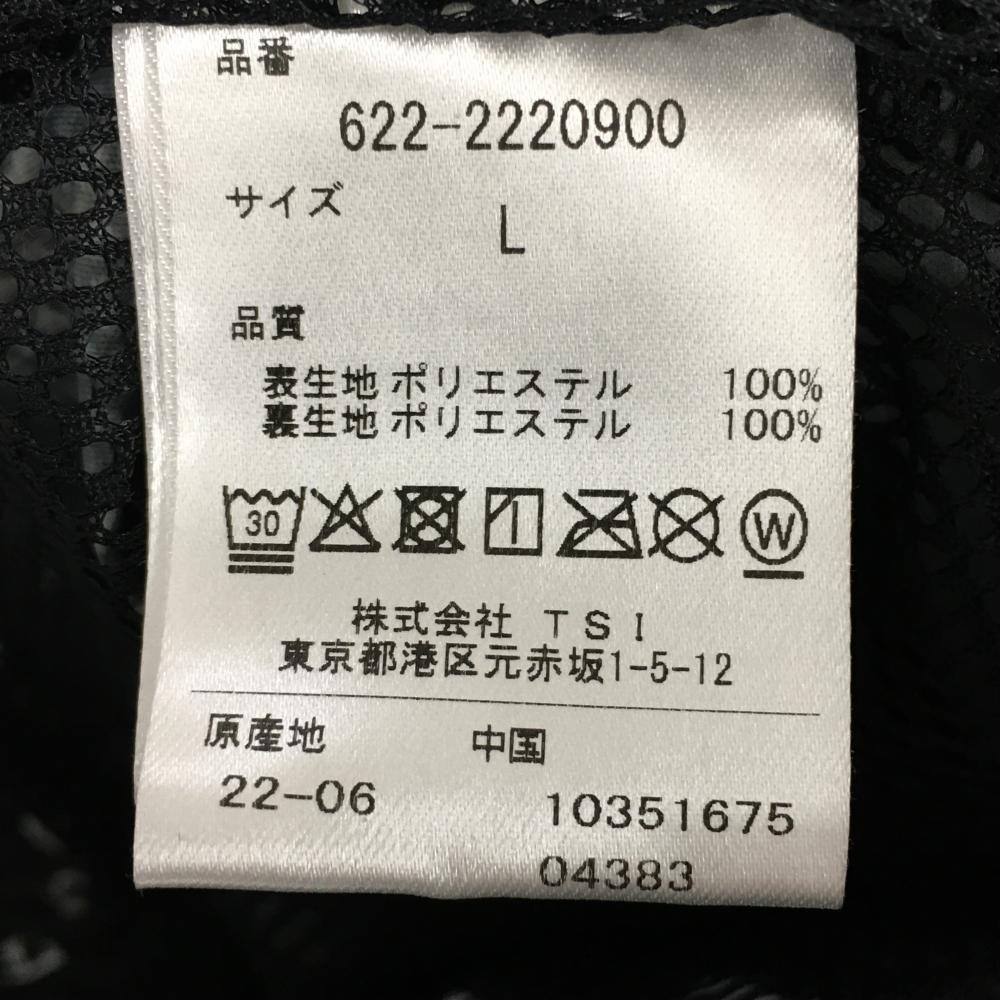 品番
622-2220900
サイズ
L
品質
表生地 ポリエステル 100%
裏生地 ポリエステル 100%
30 W
株式会社 TSI
東京都港区元赤坂1-5-12
原産地 中国
22-06 10351675
04383